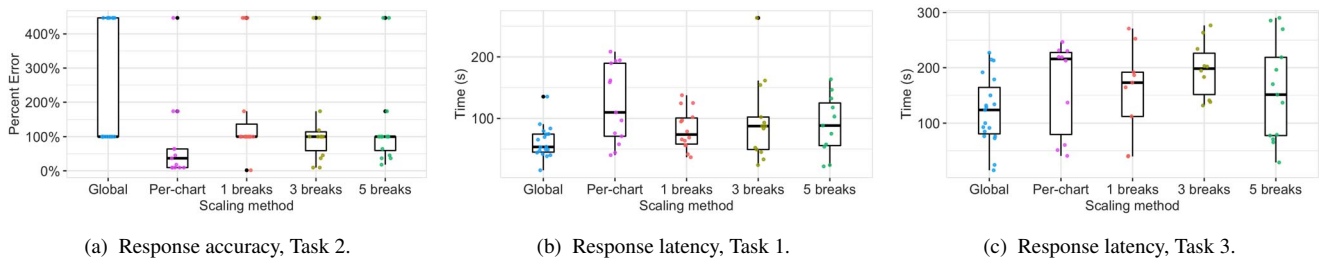 400%
300%
200%
100%
0%
Percent Error
Global
Per-chart
1 breaks
3 breaks
5 breaks
Scaling method
(a) Response accuracy, Task 2.
200
100
Time (s)
Global
Per-chart
1 breaks
3 breaks
5 breaks
Scaling method
(b) Response latency, Task 1.
300
200
100
Time (s)
Global
Per-chart
1 breaks
3 breaks
5 breaks
Scaling method
(c) Response latency, Task 3.